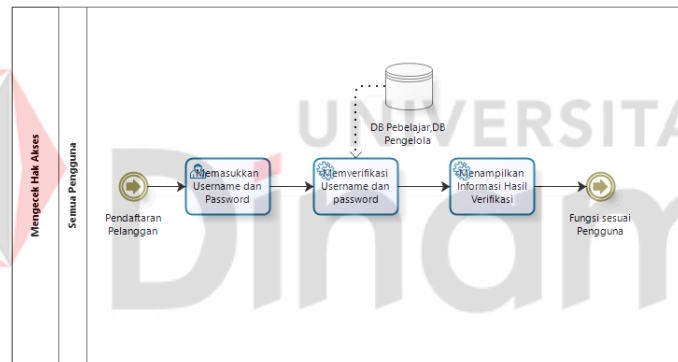 Mengecek Hak Akses
Semua Pengguna
UNIVERSITA
Dinam
DB Pebelajar,DB
Pengelola
Memasukkan
Username dan
Password
Memverifikasi
Username dan
password
Menampilkan
Informasi Hasil
Verifikasi
Pendaftaran
Pelanggan
Fungsi sesuai
Pengguna